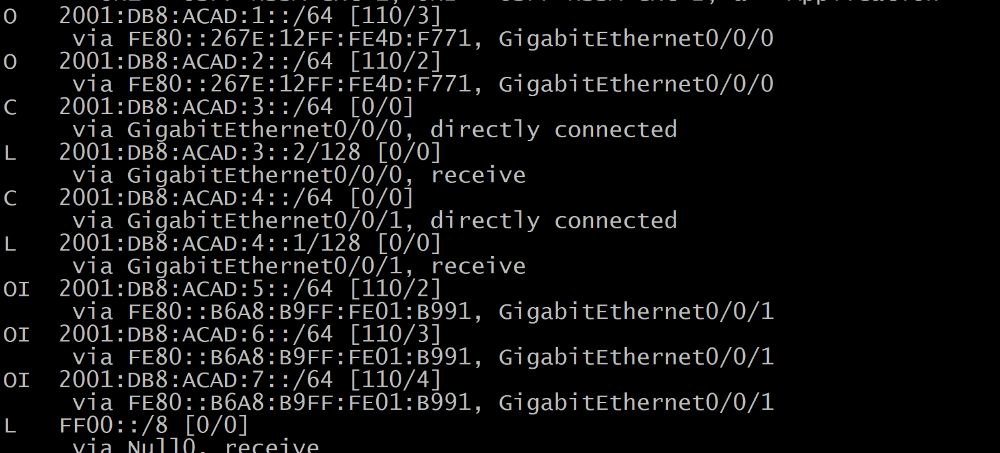 O   2001:DB8:ACAD:1::/64 [110/3]
     via FE80::267E:12FF:FE4D:F771, GigabitEthernet0/0/0
O   2001:DB8:ACAD:2::/64 [110/2]
     via FE80::267E:12FF:FE4D:F771, GigabitEthernet0/0/0
C   2001:DB8:ACAD:3::/64 [0/0]
     via GigabitEthernet0/0/0, directly connected
L   2001:DB8:ACAD:3::2/128 [0/0]
     via GigabitEthernet0/0/0, receive
C   2001:DB8:ACAD:4::/64 [0/0]
     via GigabitEthernet0/0/1, directly connected
L   2001:DB8:ACAD:4::1/128 [0/0]
     via GigabitEthernet0/0/1, receive
OI  2001:DB8:ACAD:5::/64 [110/2]
     via FE80::B6A8:B9FF:FE01:B991, GigabitEthernet0/0/1
OI  2001:DB8:ACAD:6::/64 [110/3]
     via FE80::B6A8:B9FF:FE01:B991, GigabitEthernet0/0/1
OI  2001:DB8:ACAD:7::/64 [110/4]
     via FE80::B6A8:B9FF:FE01:B991, GigabitEthernet0/0/1
L   FF00::/8 [0/0]
     via Null0, receive